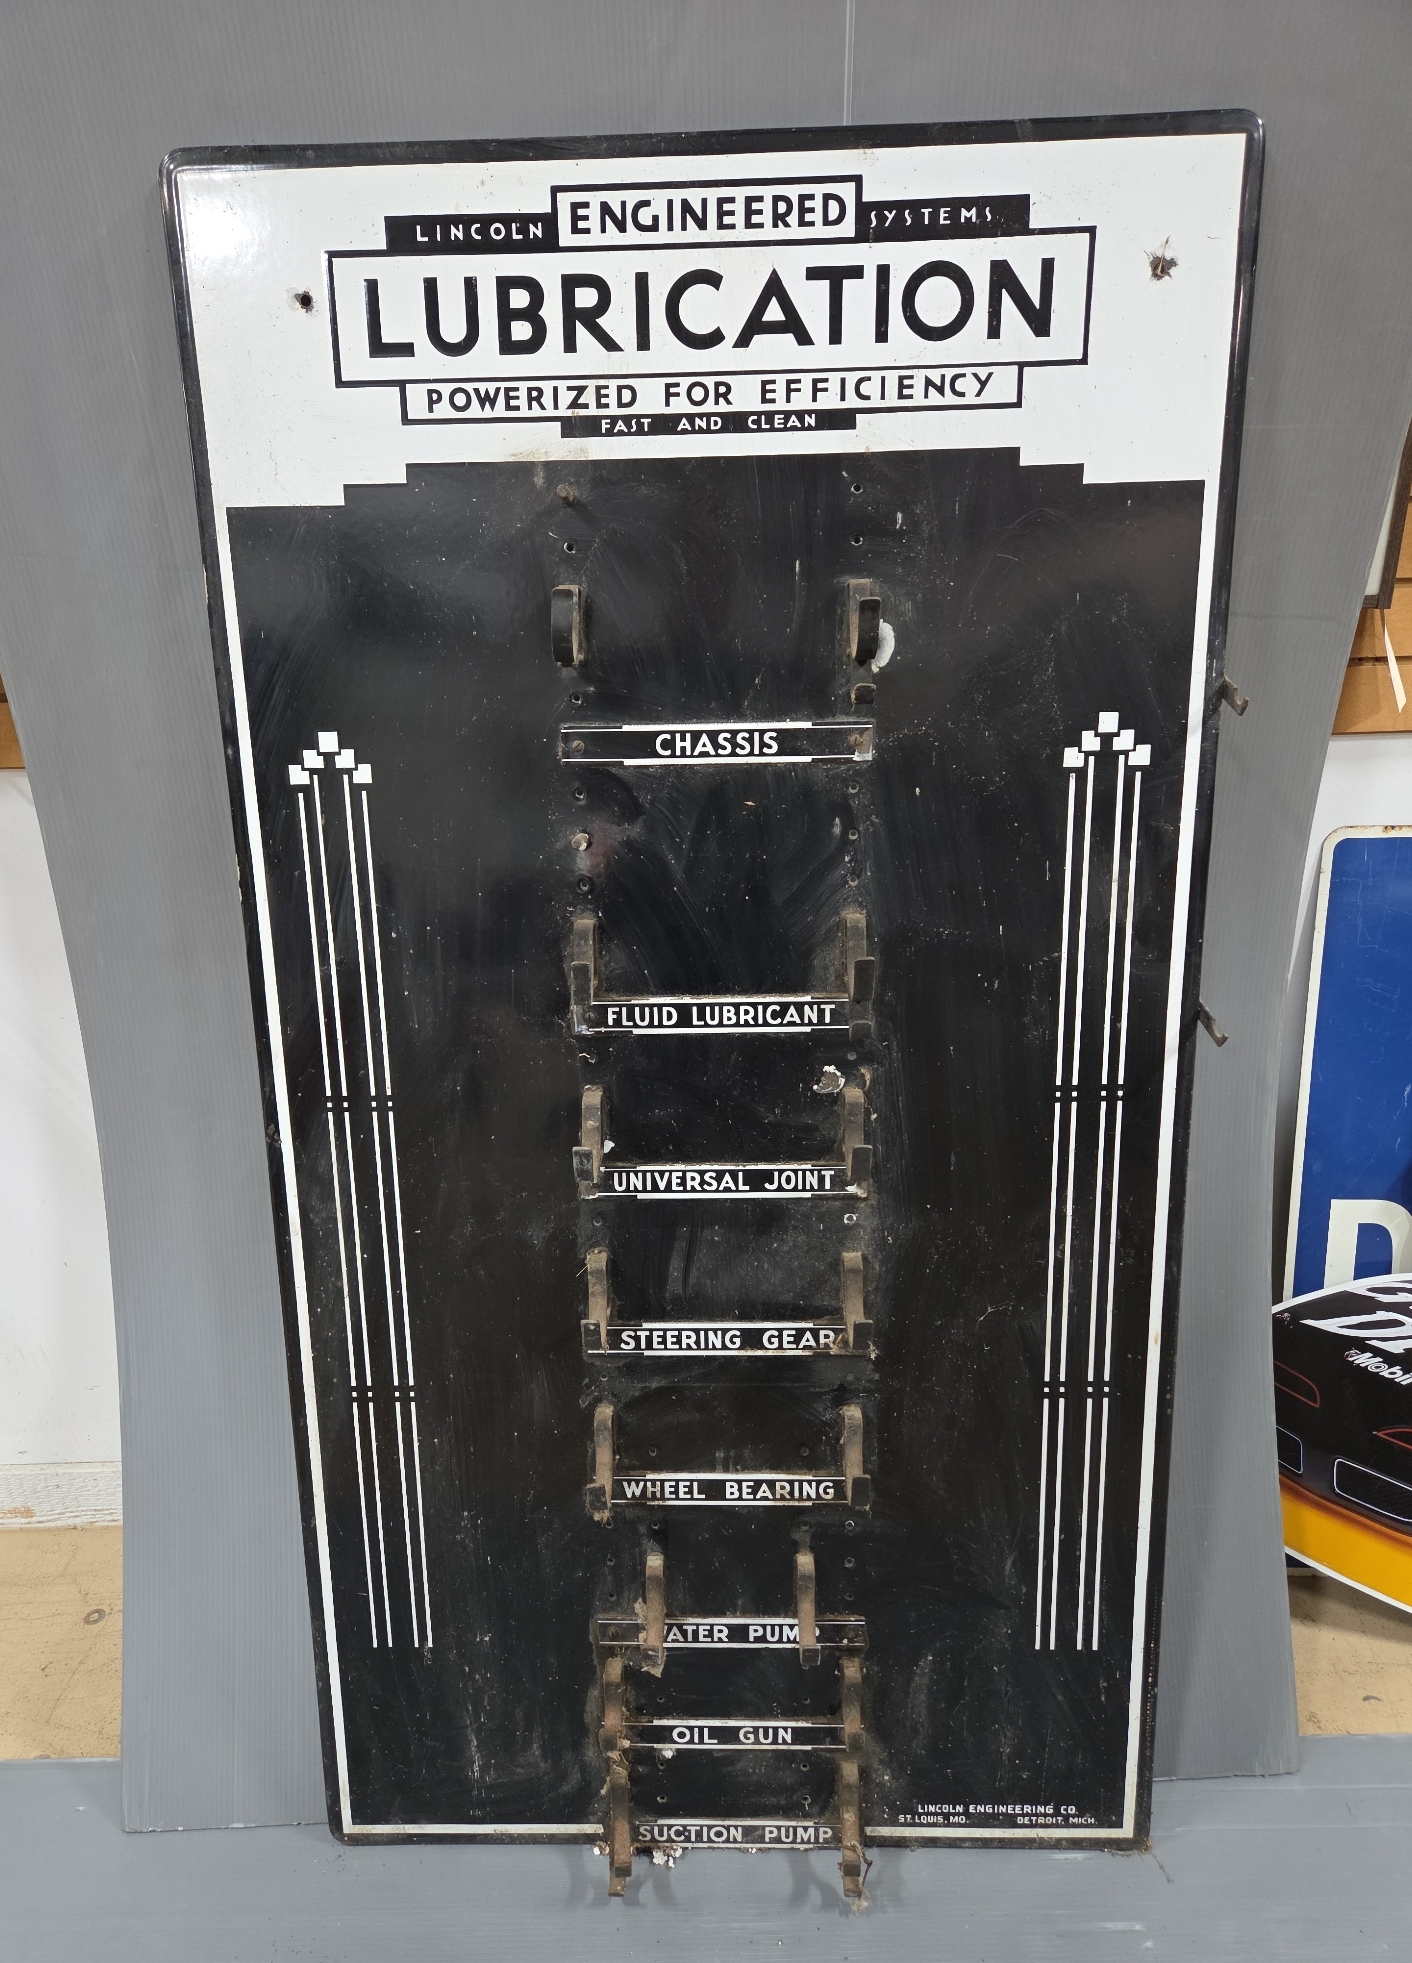 LINCOLN ENGINEERED SYSTEMS
LUBRICATION
POWERIZED FOR EFFICIENCY
FAST AND CLEAN
CHASSIS
FLUID LUBRICANT
UNIVERSAL JOINT
STEERING GEAR
WHEEL BEARING
WATER PUMP
OIL GUN
SUCTION PUMP
LINCOLN ENGINEERING CO.
ST. LOUIS, MO. DETROIT, MICH.
D
Mobil